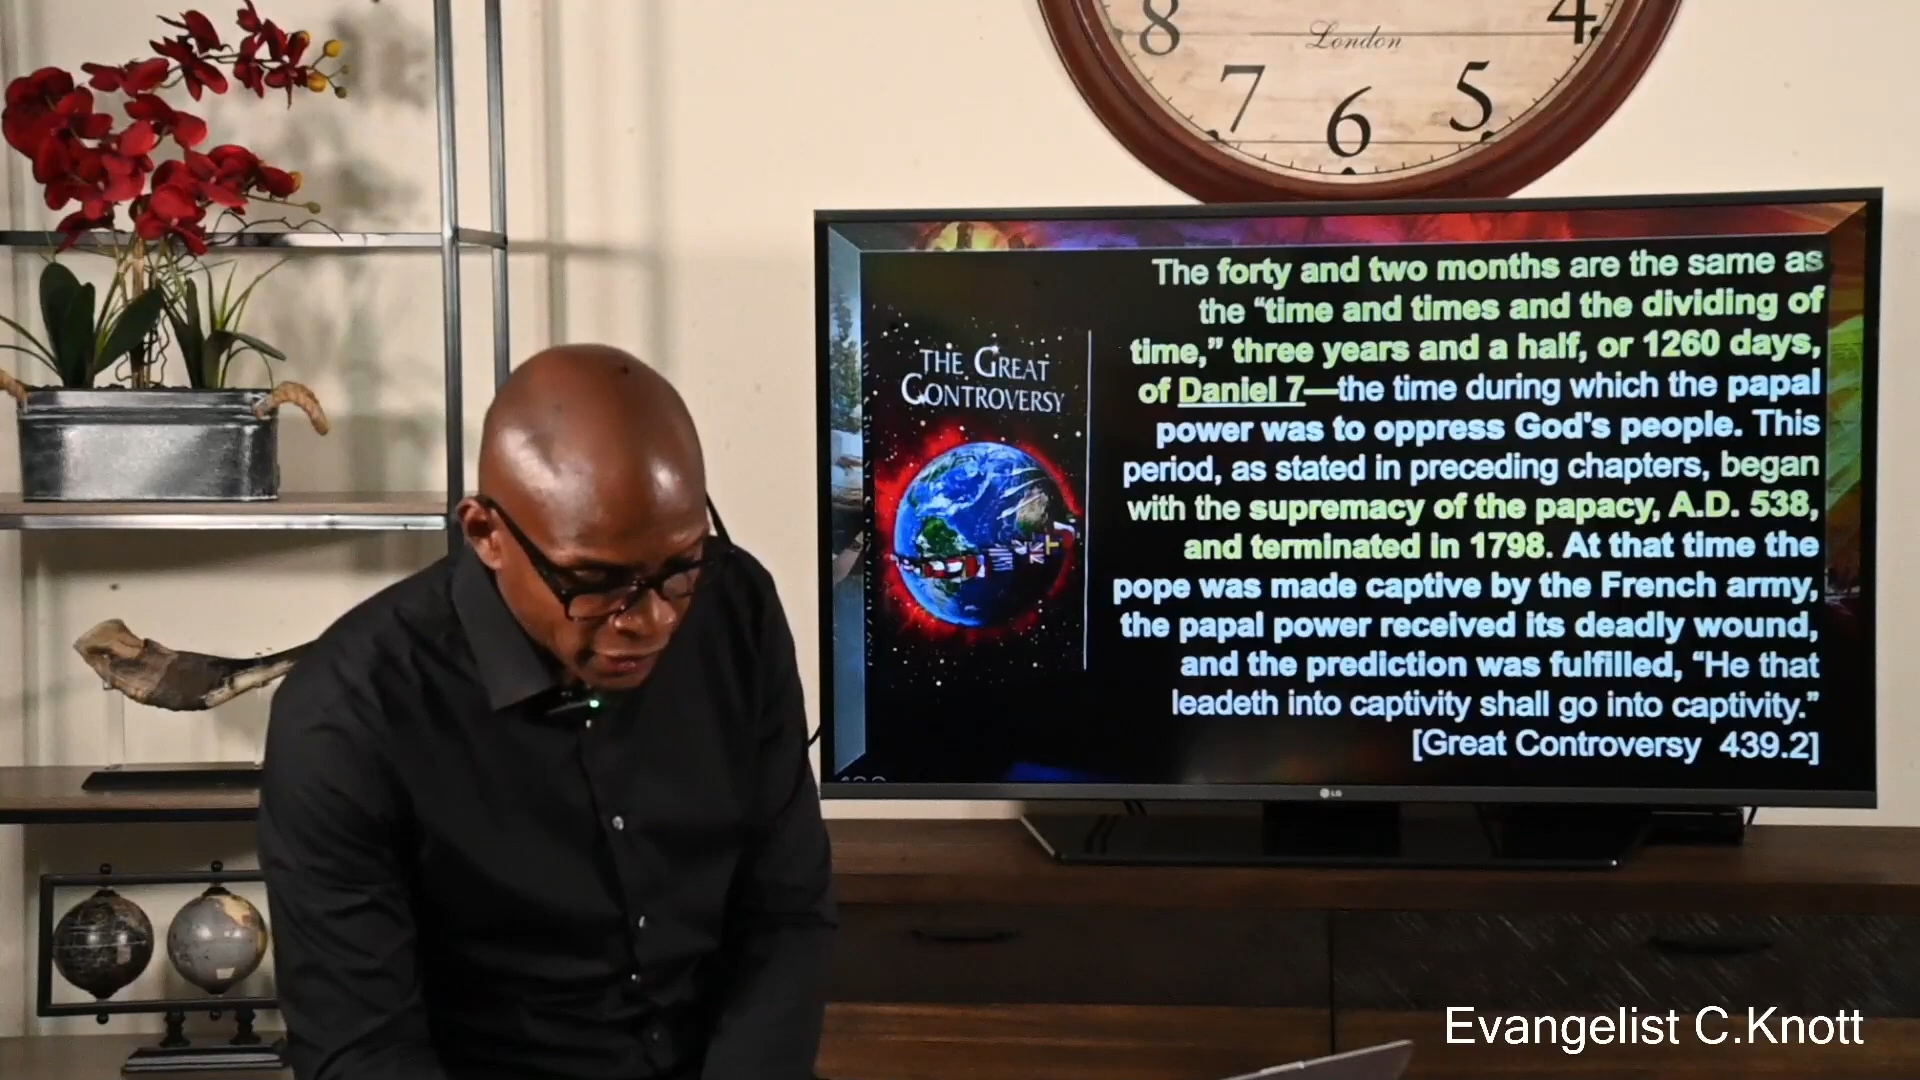 8
London
4
7
6
5
THE GREAT
CONTROVERSY
The forty and two months are the same as
the “time and times and the dividing of
time,” three years and a half, or 1260 days,
of Daniel 7—the time during which the papal
power was to oppress God's people. This
period, as stated in preceding chapters, began
with the supremacy of the papacy, A.D. 538,
and terminated in 1798. At that time the
pope was made captive by the French army,
the papal power received its deadly wound,
and the prediction was fulfilled, “He that
leadeth into captivity shall go into captivity.”
[Great Controversy 439.2]
LG
Evangelist C.Knott